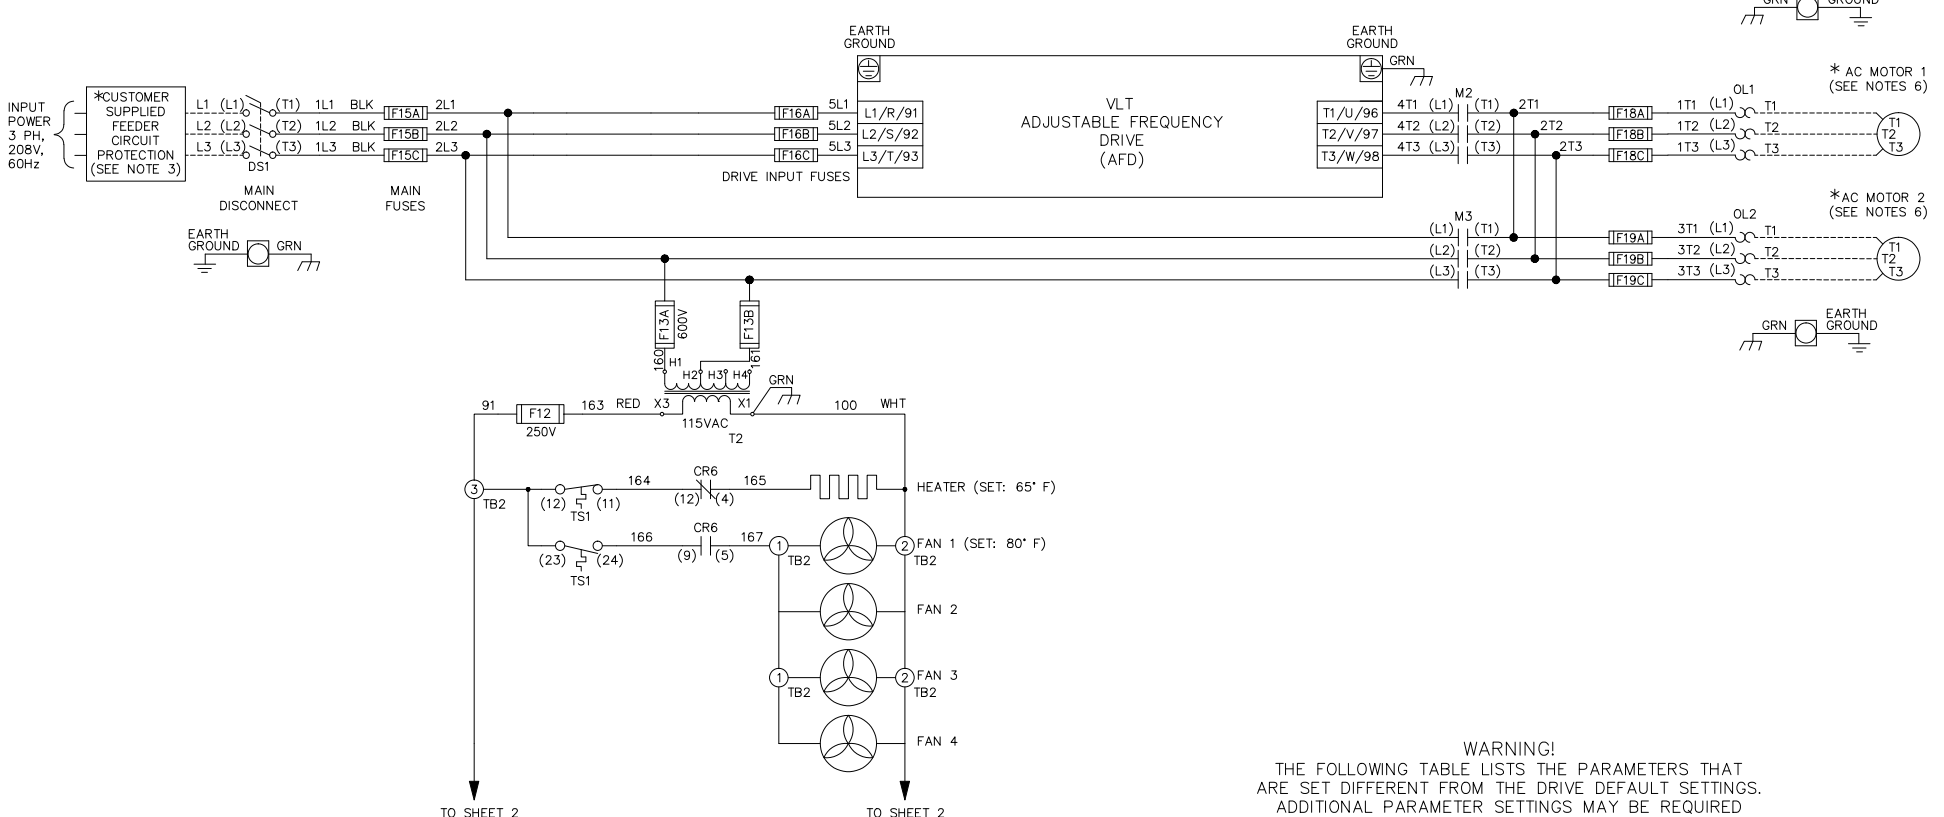 GRN
GROUND
EARTH
GROUND
EARTH
GROUND
GRN
INPUT
POWER
3 PH,
208V,
60Hz
*CUSTOMER
SUPPLIED
FEEDER
CIRCUIT
PROTECTION
(SEE NOTE 3)
L1 (L1) (T1) 1L1 BLK F15A 2L1
L2 (L2) (T2) 1L2 BLK F15B 2L2
L3 (L3) (T3) 1L3 BLK F15C 2L3
DS1
MAIN
DISCONNECT
MAIN
FUSES
F16A 5L1 L1/R/91
F16B 5L2 L2/S/92
F16C 5L3 L3/T/93
DRIVE INPUT FUSES
VLT
ADJUSTABLE FREQUENCY
DRIVE
(AFD)
M2
T1/U/96 4T1 (L1) (T1) 2T1 F18A 1T1 (L1) T1
T2/V/97 4T2 (L2) (T2) 2T2 F18B 1T2 (L2) T2
T3/W/98 4T3 (L3) (T3) 2T3 F18C 1T3 (L3) T3
OL1
* AC MOTOR 1
(SEE NOTES 6)
T1
T2
T3
EARTH
GROUND
GRN
M3
(L1) (T1) F19A 3T1 (L1) T1
(L2) (T2) F19B 3T2 (L2) T2
(L3) (T3) F19C 3T3 (L3) T3
OL2
*AC MOTOR 2
(SEE NOTES 6)
T1
T2
T3
GRN
EARTH
GROUND
F13A
600V
F13B
160
H1
H2
H3
H4
161
GRN
91 F12 163 RED X3 X1 100 WHT
250V
115VAC
T2
3
TB2
(12) (11)
TS1
164
CR6
(12) (4)
165
HEATER (SET: 65° F)
(23) (24)
TS1
166
CR6
(9) (5)
167
1
TB2
2
TB2
FAN 1 (SET: 80° F)
FAN 2
1
TB2
2
TB2
FAN 3
FAN 4
TO SHEET 2
TO SHEET 2
WARNING!
THE FOLLOWING TABLE LISTS THE PARAMETERS THAT
ARE SET DIFFERENT FROM THE DRIVE DEFAULT SETTINGS.
ADDITIONAL PARAMETER SETTINGS MAY BE REQUIRED